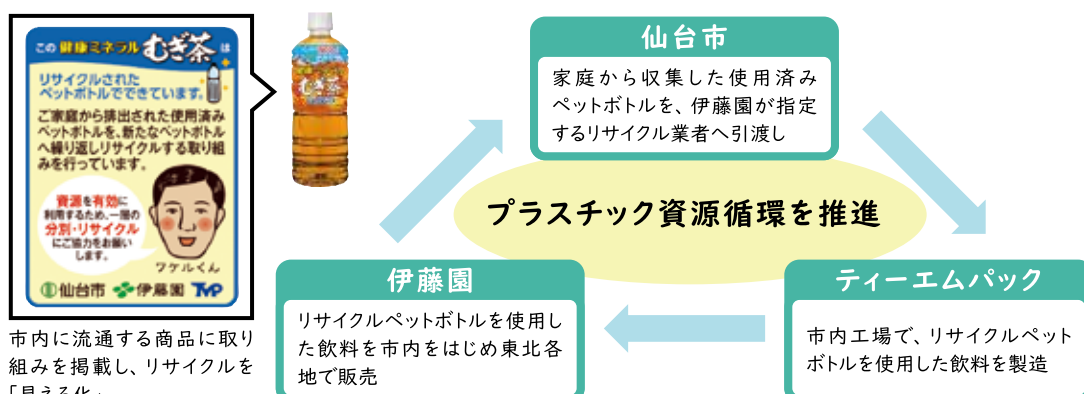 この健康ミネラルむぎ茶は
リサイクルされた
ペットボトルでできています。
ご家庭から排出された使用済み
ペットボトルを、新たなペットボトル
へ繰り返しリサイクルする取り組
みを行っています。
資源を有効に
利用するため、一層の
分別・リサイクル
にご協力をお願い
します。
ワケルくん
仙台市 伊藤園 TMP
市内に流通する商品に取り
組みを掲載し、リサイクルを
「見える化」
むぎ茶
仙台市
家庭から収集した使用済み
ペットボトルを、伊藤園が指定
するリサイクル業者へ引渡し
プラスチック資源循環を推進
伊藤園
リサイクルペットボトルを使用し
た飲料を市内をはじめ東北各
地で販売
ティーエムパック
市内工場で、リサイクルペット
ボトルを使用した飲料を製造